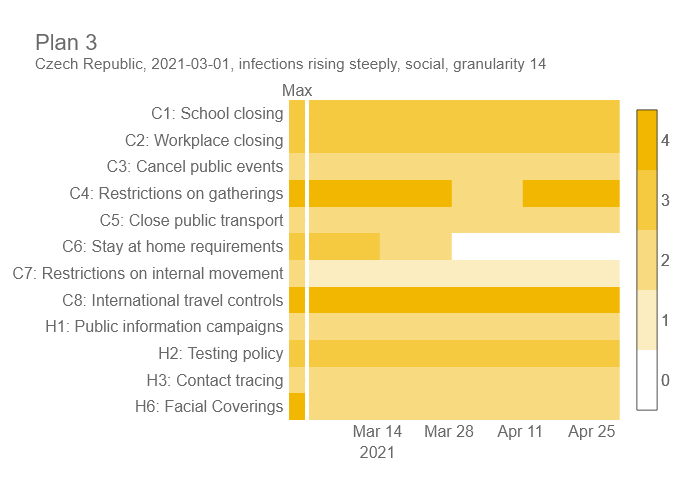 Plan 3
Czech Republic, 2021-03-01, infections rising steeply, social, granularity 14
Max
C1: School closing
C2: Workplace closing
C3: Cancel public events
C4: Restrictions on gatherings
C5: Close public transport
C6: Stay at home requirements
C7: Restrictions on internal movement
C8: International travel controls
H1: Public information campaigns
H2: Testing policy
H3: Contact tracing
H6: Facial Coverings
Mar 14 Mar 28 Apr 11 Apr 25
2021
4
3
2
1
0